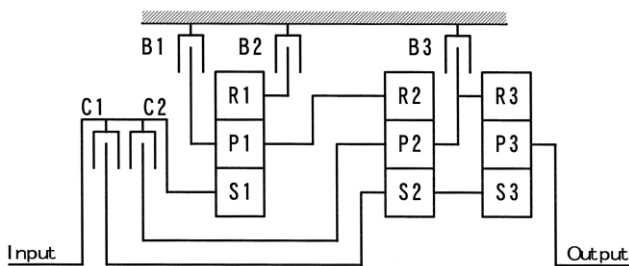 B1 B2 B3
C1 C2
R1 R2 R3
P1 P2 P3
S1 S2 S3
Input Output